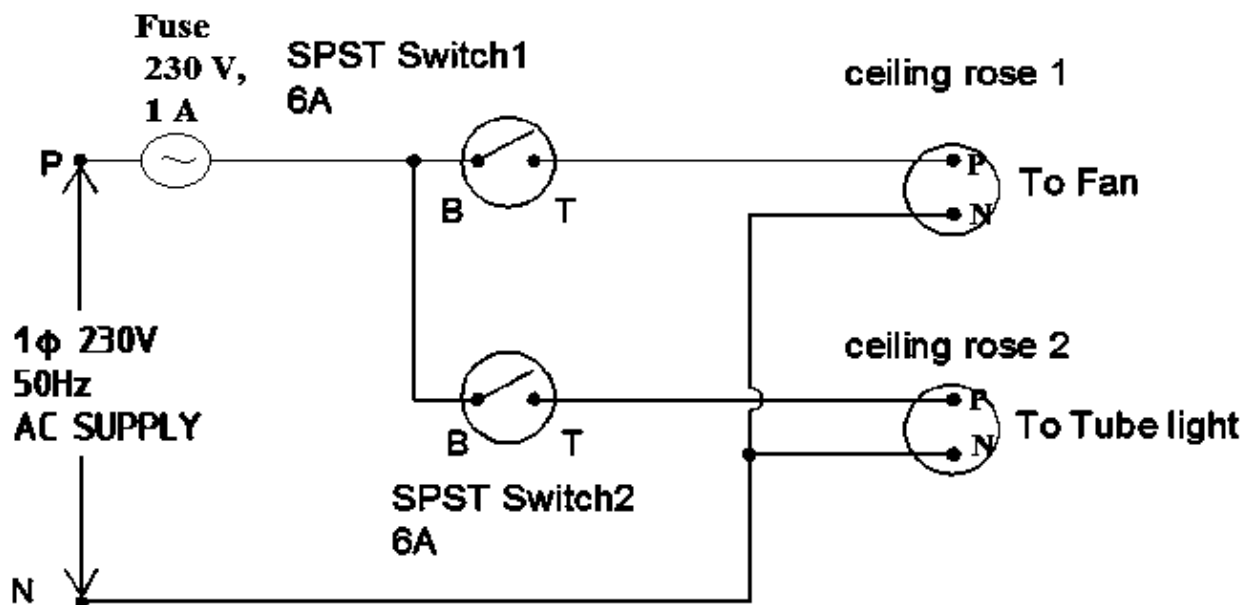 Fuse
230 V,
1 A
SPST Switch1
6A
ceiling rose 1
P
P
To Fan
B
T
N
1ϕ 230V
50Hz
AC SUPPLY
ceiling rose 2
P
To Tube light
B
T
N
SPST Switch2
6A
N